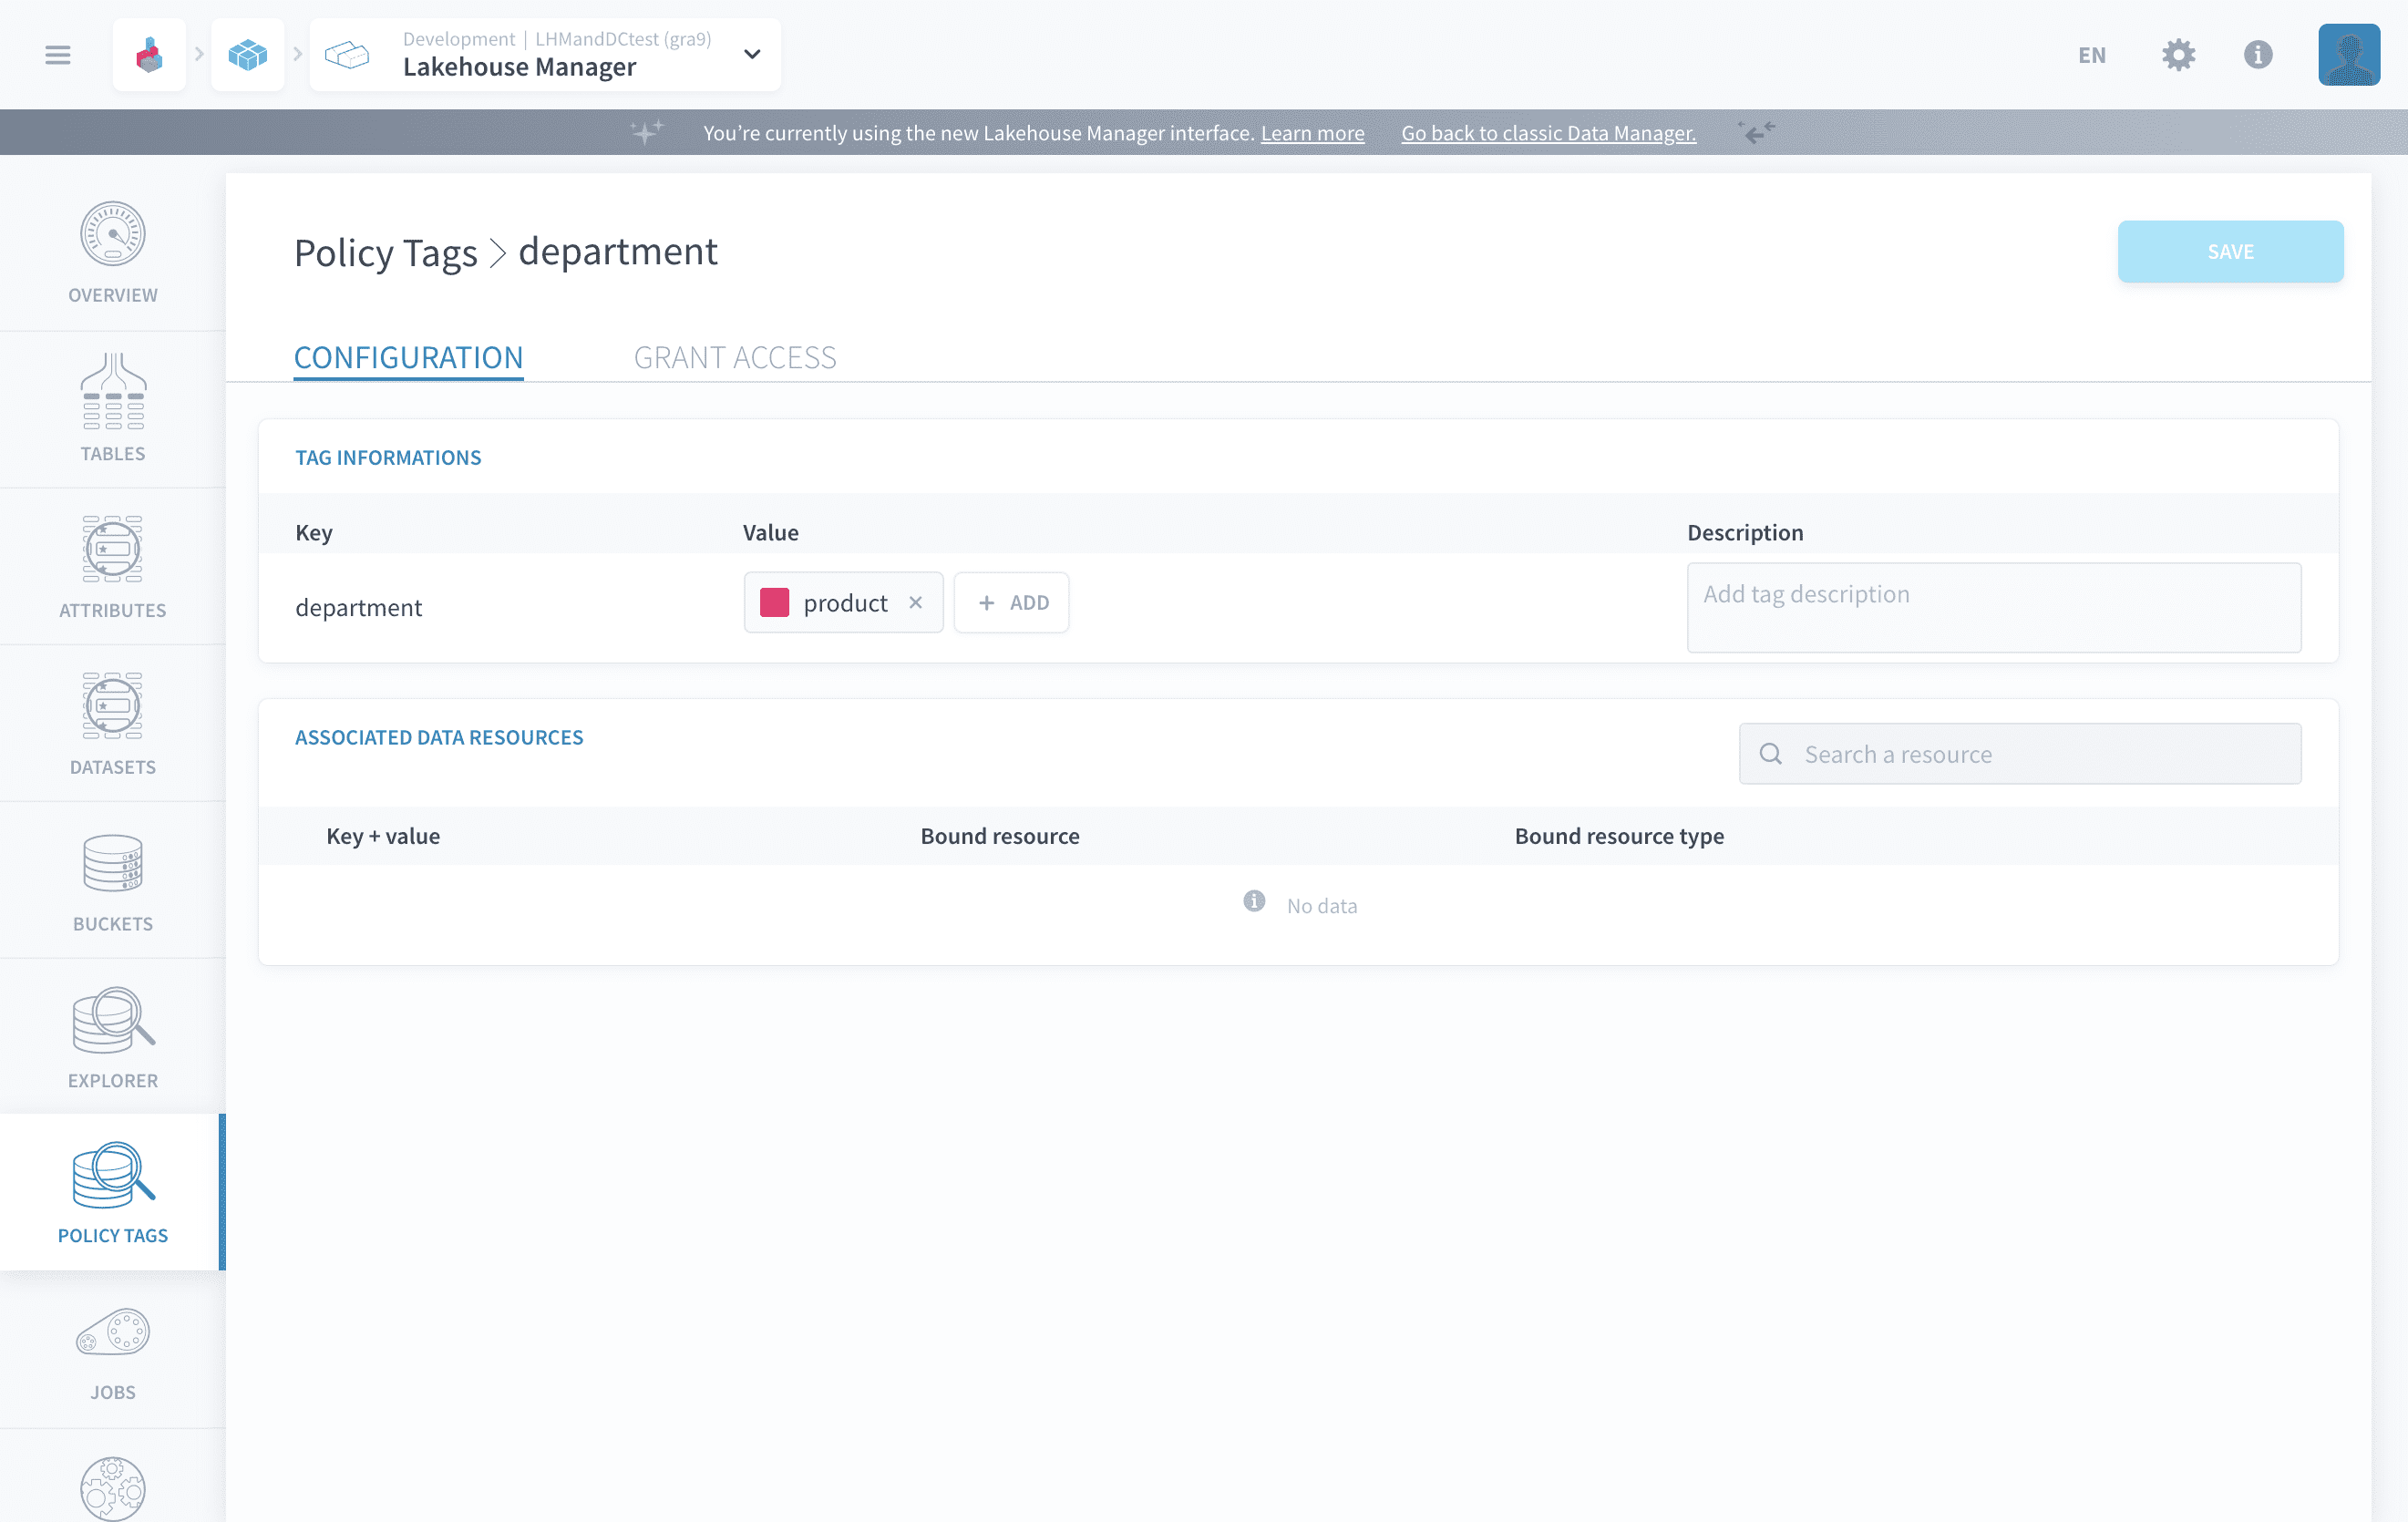 Development | LHMandDCtest (gra9)
Lakehouse Manager
EN
You're currently using the new Lakehouse Manager interface. Learn more Go back to classic Data Manager.
OVERVIEW
TABLES
ATTRIBUTES
DATASETS
BUCKETS
EXPLORER
POLICY TAGS
JOBS
Policy Tags > department
SAVE
CONFIGURATION GRANT ACCESS
TAG INFORMATIONS
Key Value Description
department product × + ADD Add tag description
ASSOCIATED DATA RESOURCES
Search a resource
Key + value Bound resource Bound resource type
No data